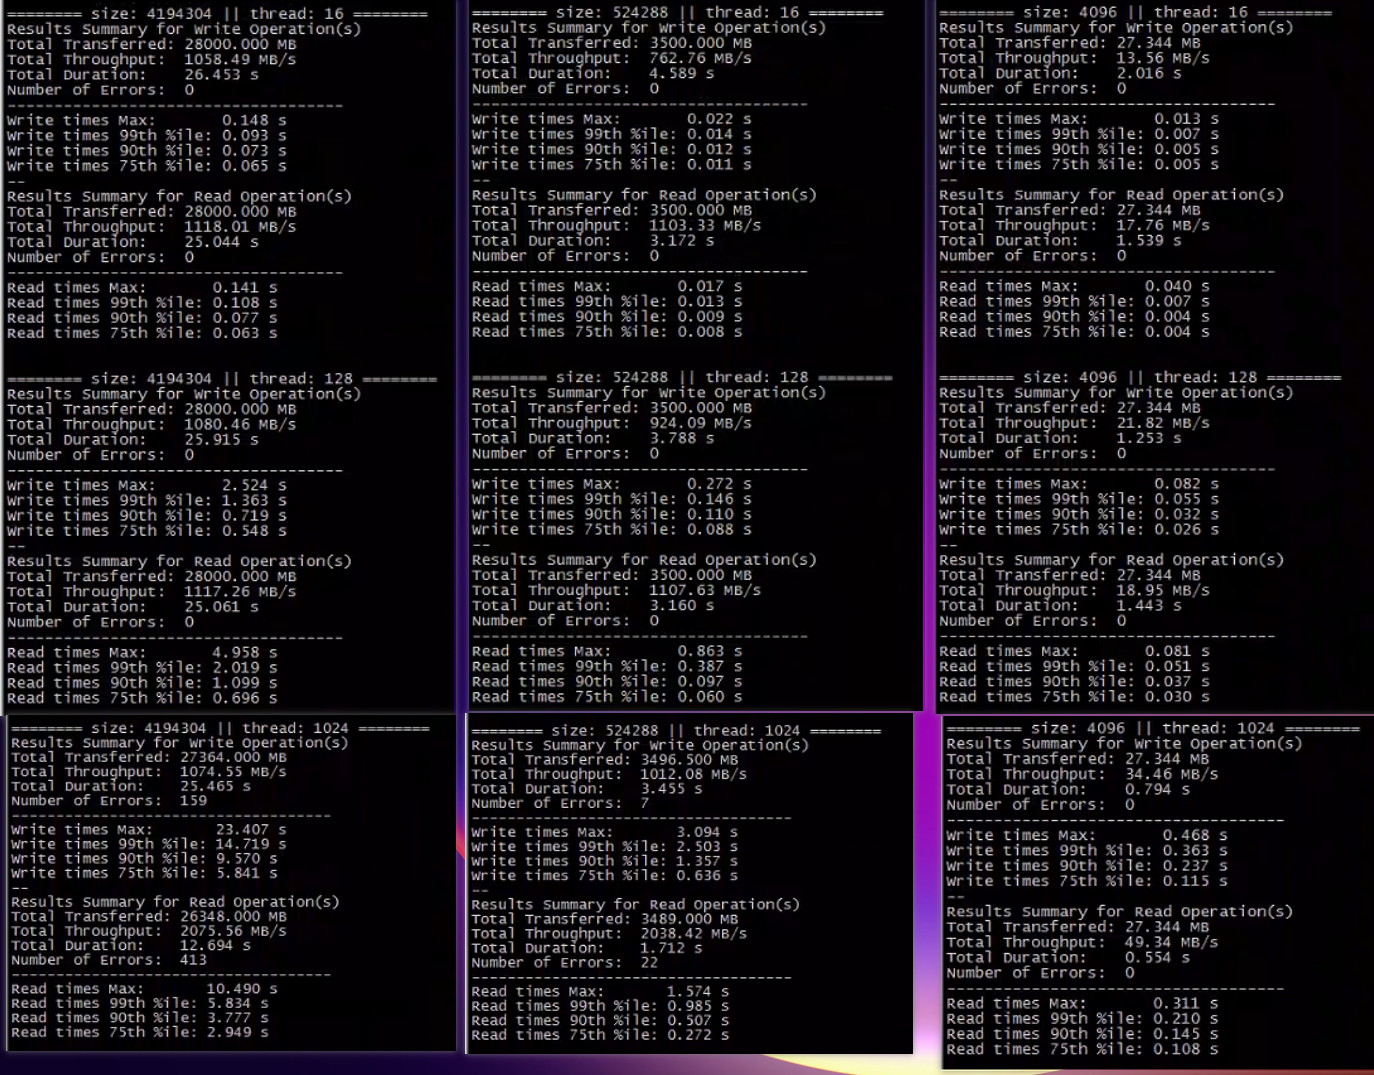 ======== size: 4194304 || thread: 16 ========
Results Summary for Write Operation(s)
Total Transferred: 28000.000 MB
Total Throughput:  1058.49 MB/s
Total Duration:    26.453 s
Number of Errors:  0
------------------------------------
Write times Max:       0.148 s
Write times 99th %ile: 0.093 s
Write times 90th %ile: 0.073 s
Write times 75th %ile: 0.065 s
--
Results Summary for Read Operation(s)
Total Transferred: 28000.000 MB
Total Throughput:  1118.01 MB/s
Total Duration:    25.044 s
Number of Errors:  0
------------------------------------
Read times Max:       0.141 s
Read times 99th %ile: 0.108 s
Read times 90th %ile: 0.077 s
Read times 75th %ile: 0.063 s
======== size: 4194304 || thread: 128 ========
Results Summary for Write Operation(s)
Total Transferred: 28000.000 MB
Total Throughput:  1080.46 MB/s
Total Duration:    25.915 s
Number of Errors:  0
------------------------------------
Write times Max:       2.524 s
Write times 99th %ile: 1.363 s
Write times 90th %ile: 0.719 s
Write times 75th %ile: 0.548 s
--
Results Summary for Read Operation(s)
Total Transferred: 28000.000 MB
Total Throughput:  1117.26 MB/s
Total Duration:    25.061 s
Number of Errors:  0
------------------------------------
Read times Max:       4.958 s
Read times 99th %ile: 2.019 s
Read times 90th %ile: 1.099 s
Read times 75th %ile: 0.696 s
======== size: 4194304 || thread: 1024 ========
Results Summary for Write Operation(s)
Total Transferred: 27364.000 MB
Total Throughput:  1074.55 MB/s
Total Duration:    25.465 s
Number of Errors:  159
------------------------------------
Write times Max:       23.407 s
Write times 99th %ile: 14.719 s
Write times 90th %ile: 9.570 s
Write times 75th %ile: 5.841 s
--
Results Summary for Read Operation(s)
Total Transferred: 26348.000 MB
Total Throughput:  2075.56 MB/s
Total Duration:    12.694 s
Number of Errors:  413
------------------------------------
Read times Max:       10.490 s
Read times 99th %ile: 5.834 s
Read times 90th %ile: 3.777 s
Read times 75th %ile: 2.949 s
======== size: 524288 || thread: 16 ========
Results Summary for Write Operation(s)
Total Transferred: 3500.000 MB
Total Throughput:  762.76 MB/s
Total Duration:    4.589 s
Number of Errors:  0
------------------------------------
Write times Max:       0.022 s
Write times 99th %ile: 0.014 s
Write times 90th %ile: 0.012 s
Write times 75th %ile: 0.011 s
--
Results Summary for Read Operation(s)
Total Transferred: 3500.000 MB
Total Throughput:  1103.33 MB/s
Total Duration:    3.172 s
Number of Errors:  0
------------------------------------
Read times Max:       0.017 s
Read times 99th %ile: 0.013 s
Read times 90th %ile: 0.009 s
Read times 75th %ile: 0.008 s
======== size: 524288 || thread: 128 ========
Results Summary for Write Operation(s)
Total Transferred: 3500.000 MB
Total Throughput:  924.09 MB/s
Total Duration:    3.788 s
Number of Errors:  0
------------------------------------
Write times Max:       0.272 s
Write times 99th %ile: 0.146 s
Write times 90th %ile: 0.110 s
Write times 75th %ile: 0.088 s
--
Results Summary for Read Operation(s)
Total Transferred: 3500.000 MB
Total Throughput:  1107.63 MB/s
Total Duration:    3.160 s
Number of Errors:  0
------------------------------------
Read times Max:       0.863 s
Read times 99th %ile: 0.387 s
Read times 90th %ile: 0.097 s
Read times 75th %ile: 0.060 s
======== size: 524288 || thread: 1024 ========
Results Summary for Write Operation(s)
Total Transferred: 3496.500 MB
Total Throughput:  1012.08 MB/s
Total Duration:    3.455 s
Number of Errors:  7
------------------------------------
Write times Max:       3.094 s
Write times 99th %ile: 2.503 s
Write times 90th %ile: 1.357 s
Write times 75th %ile: 0.636 s
--
Results Summary for Read Operation(s)
Total Transferred: 3489.000 MB
Total Throughput:  2038.42 MB/s
Total Duration:    1.712 s
Number of Errors:  22
------------------------------------
Read times Max:       1.574 s
Read times 99th %ile: 0.985 s
Read times 90th %ile: 0.507 s
Read times 75th %ile: 0.272 s
======== size: 4096 || thread: 16 ========
Results Summary for Write Operation(s)
Total Transferred: 27.344 MB
Total Throughput:  13.56 MB/s
Total Duration:    2.016 s
Number of Errors:  0
------------------------------------
Write times Max:       0.013 s
Write times 99th %ile: 0.007 s
Write times 90th %ile: 0.005 s
Write times 75th %ile: 0.005 s
--
Results Summary for Read Operation(s)
Total Transferred: 27.344 MB
Total Throughput:  17.76 MB/s
Total Duration:    1.539 s
Number of Errors:  0
------------------------------------
Read times Max:       0.040 s
Read times 99th %ile: 0.007 s
Read times 90th %ile: 0.004 s
Read times 75th %ile: 0.004 s
======== size: 4096 || thread: 128 ========
Results Summary for Write Operation(s)
Total Transferred: 27.344 MB
Total Throughput:  21.82 MB/s
Total Duration:    1.253 s
Number of Errors:  0
------------------------------------
Write times Max:       0.082 s
Write times 99th %ile: 0.055 s
Write times 90th %ile: 0.032 s
Write times 75th %ile: 0.026 s
--
Results Summary for Read Operation(s)
Total Transferred: 27.344 MB
Total Throughput:  18.95 MB/s
Total Duration:    1.443 s
Number of Errors:  0
------------------------------------
Read times Max:       0.081 s
Read times 99th %ile: 0.051 s
Read times 90th %ile: 0.037 s
Read times 75th %ile: 0.030 s
======== size: 4096 || thread: 1024 ========
Results Summary for Write Operation(s)
Total Transferred: 27.344 MB
Total Throughput:  34.46 MB/s
Total Duration:    0.794 s
Number of Errors:  0
------------------------------------
Write times Max:       0.468 s
Write times 99th %ile: 0.363 s
Write times 90th %ile: 0.237 s
Write times 75th %ile: 0.115 s
--
Results Summary for Read Operation(s)
Total Transferred: 27.344 MB
Total Throughput:  49.34 MB/s
Total Duration:    0.554 s
Number of Errors:  0
------------------------------------
Read times Max:       0.311 s
Read times 99th %ile: 0.210 s
Read times 90th %ile: 0.145 s
Read times 75th %ile: 0.108 s